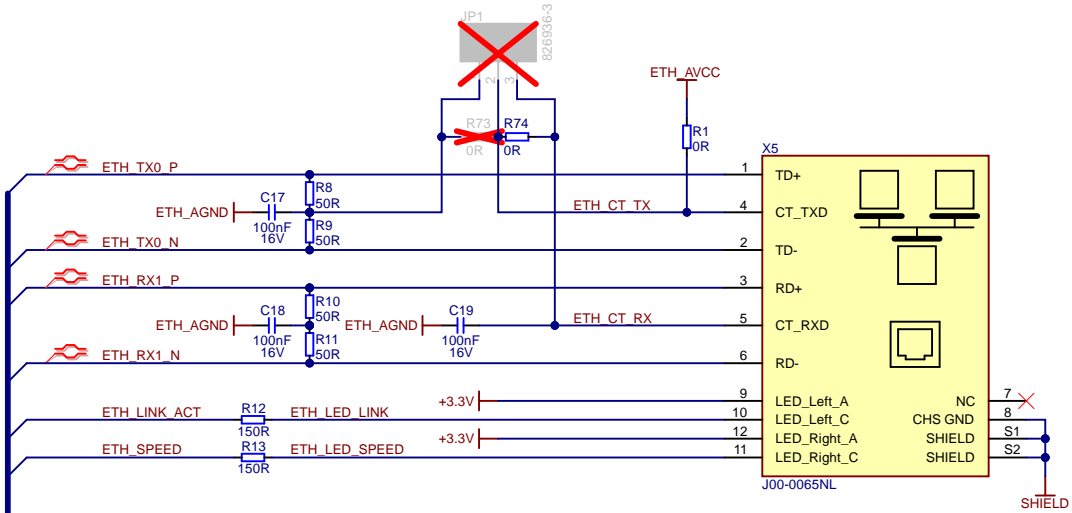 JP1
826936-3
2
3
ETH_AVCC
R73
0R
R74
0R
R1
0R
X5
ETH_TX0_P
1
TD+
R8
50R
C17
100nF
16V
ETH_AGND
ETH_CT_TX
4
CT_TXD
R9
50R
ETH_TX0_N
2
TD-
ETH_RX1_P
3
RD+
R10
50R
C18
100nF
16V
ETH_AGND
ETH_AGND
C19
100nF
16V
ETH_CT_RX
5
CT_RXD
R11
50R
ETH_RX1_N
6
RD-
+3.3V
9
LED_Left_A
NC
7
ETH_LINK_ACT
R12
150R
ETH_LED_LINK
10
LED_Left_C
CHS GND
8
+3.3V
12
LED_Right_A
SHIELD
S1
ETH_SPEED
R13
150R
ETH_LED_SPEED
11
LED_Right_C
SHIELD
S2
J00-0065NL
SHIELD